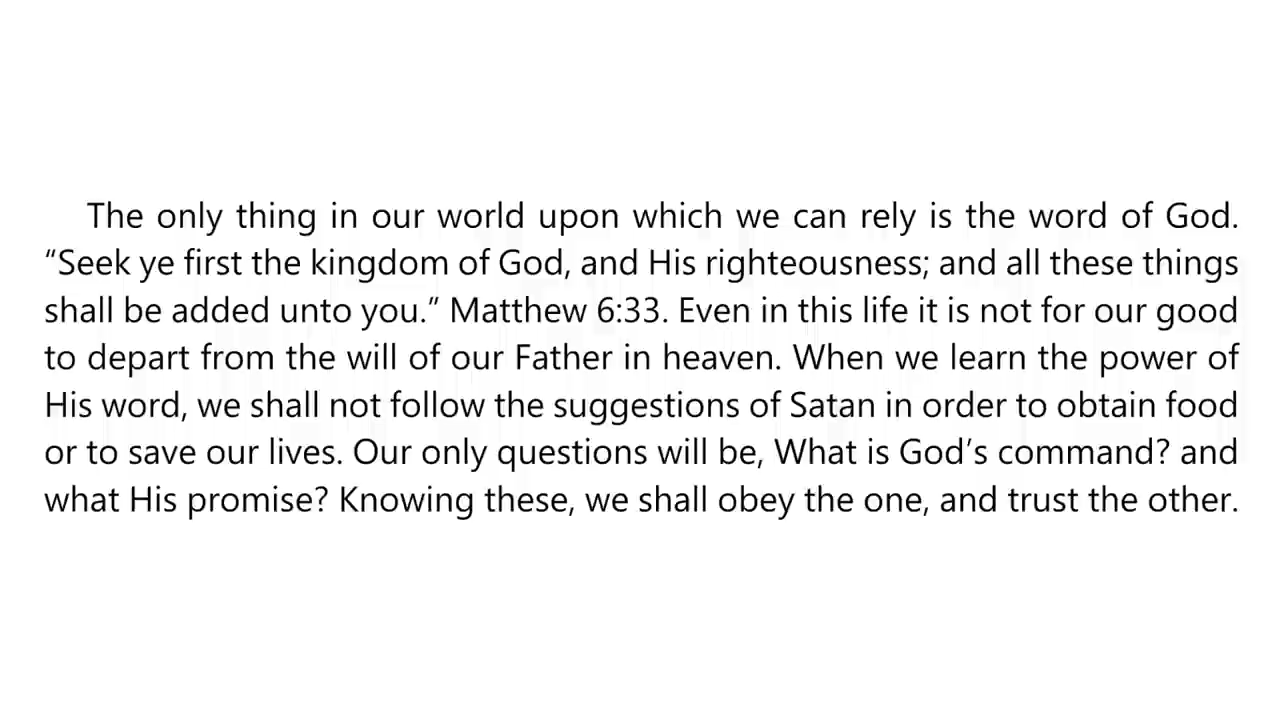 The only thing in our world upon which we can rely is the word of God.
“Seek ye first the kingdom of God, and His righteousness; and all these things
shall be added unto you.” Matthew 6:33. Even in this life it is not for our good
to depart from the will of our Father in heaven. When we learn the power of
His word, we shall not follow the suggestions of Satan in order to obtain food
or to save our lives. Our only questions will be, What is God’s command? and
what His promise? Knowing these, we shall obey the one, and trust the other.